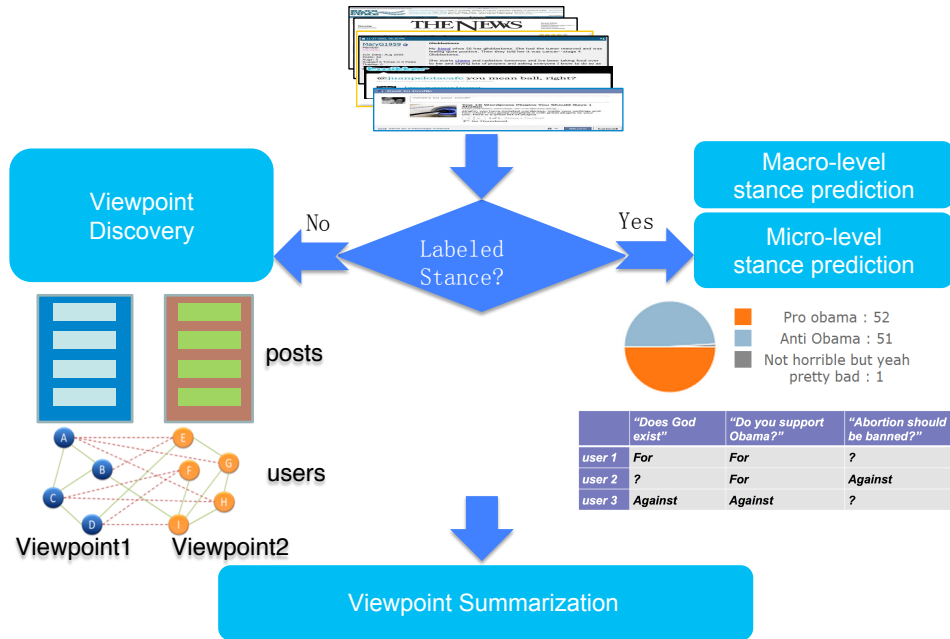 THE NEWS
MaryG1959
Glioblastoma
@juanpelotacafe you mean ball, right?
Macro-level
stance prediction
Viewpoint
Discovery
No
Yes
Labeled
Stance?
Micro-level
stance prediction
posts
Pro obama : 52
Anti Obama : 51
Not horrible but yeah
pretty bad : 1
"Does God exist" "Do you support Obama?" "Abortion should be banned?"
user 1 For For ?
user 2 ? For Against
user 3 Against Against ?
A
E
B
F
G
C
H
D
I
users
Viewpoint1
Viewpoint2
Viewpoint Summarization